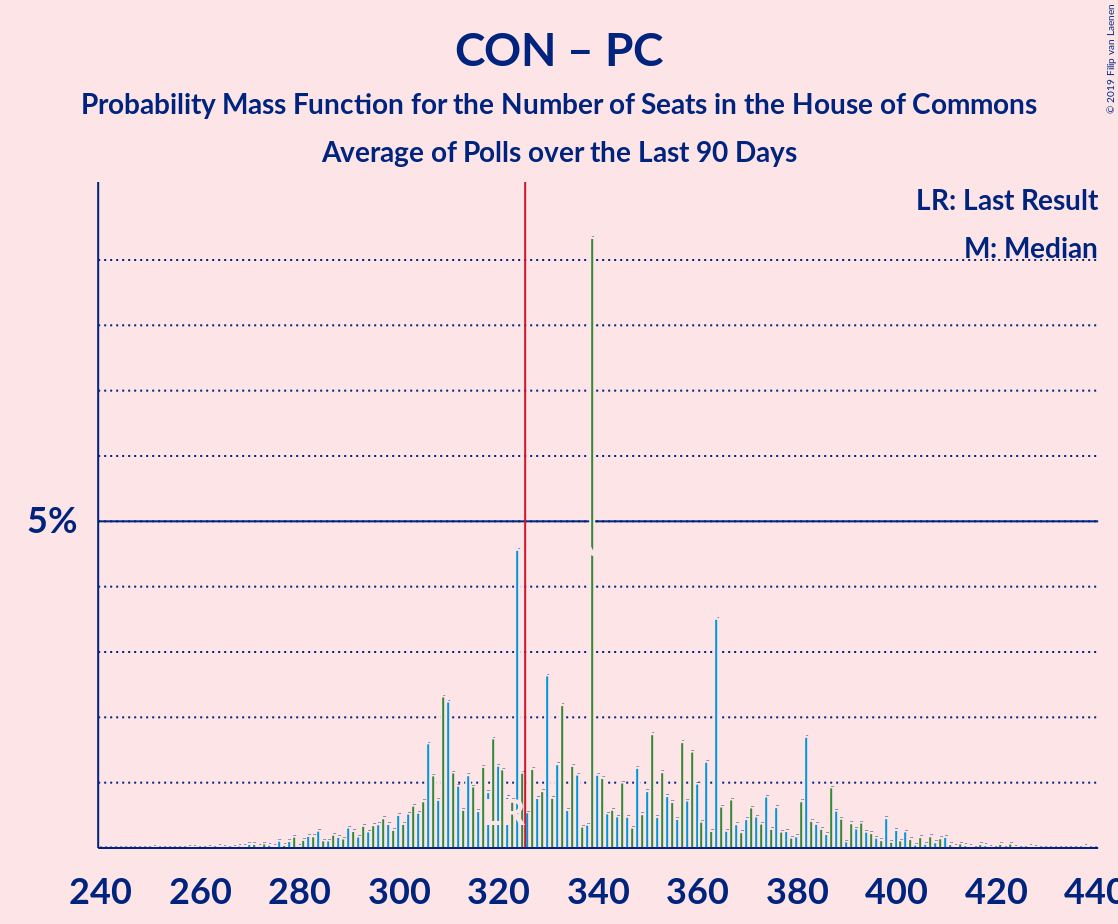 CON – PC
Probability Mass Function for the Number of Seats in the House of Commons
Average of Polls over the Last 90 Days
© 2019 Filip van Laenen
LR: Last Result
M: Median
5%
LR
240 260 280 300 320 340 360 380 400 420 440